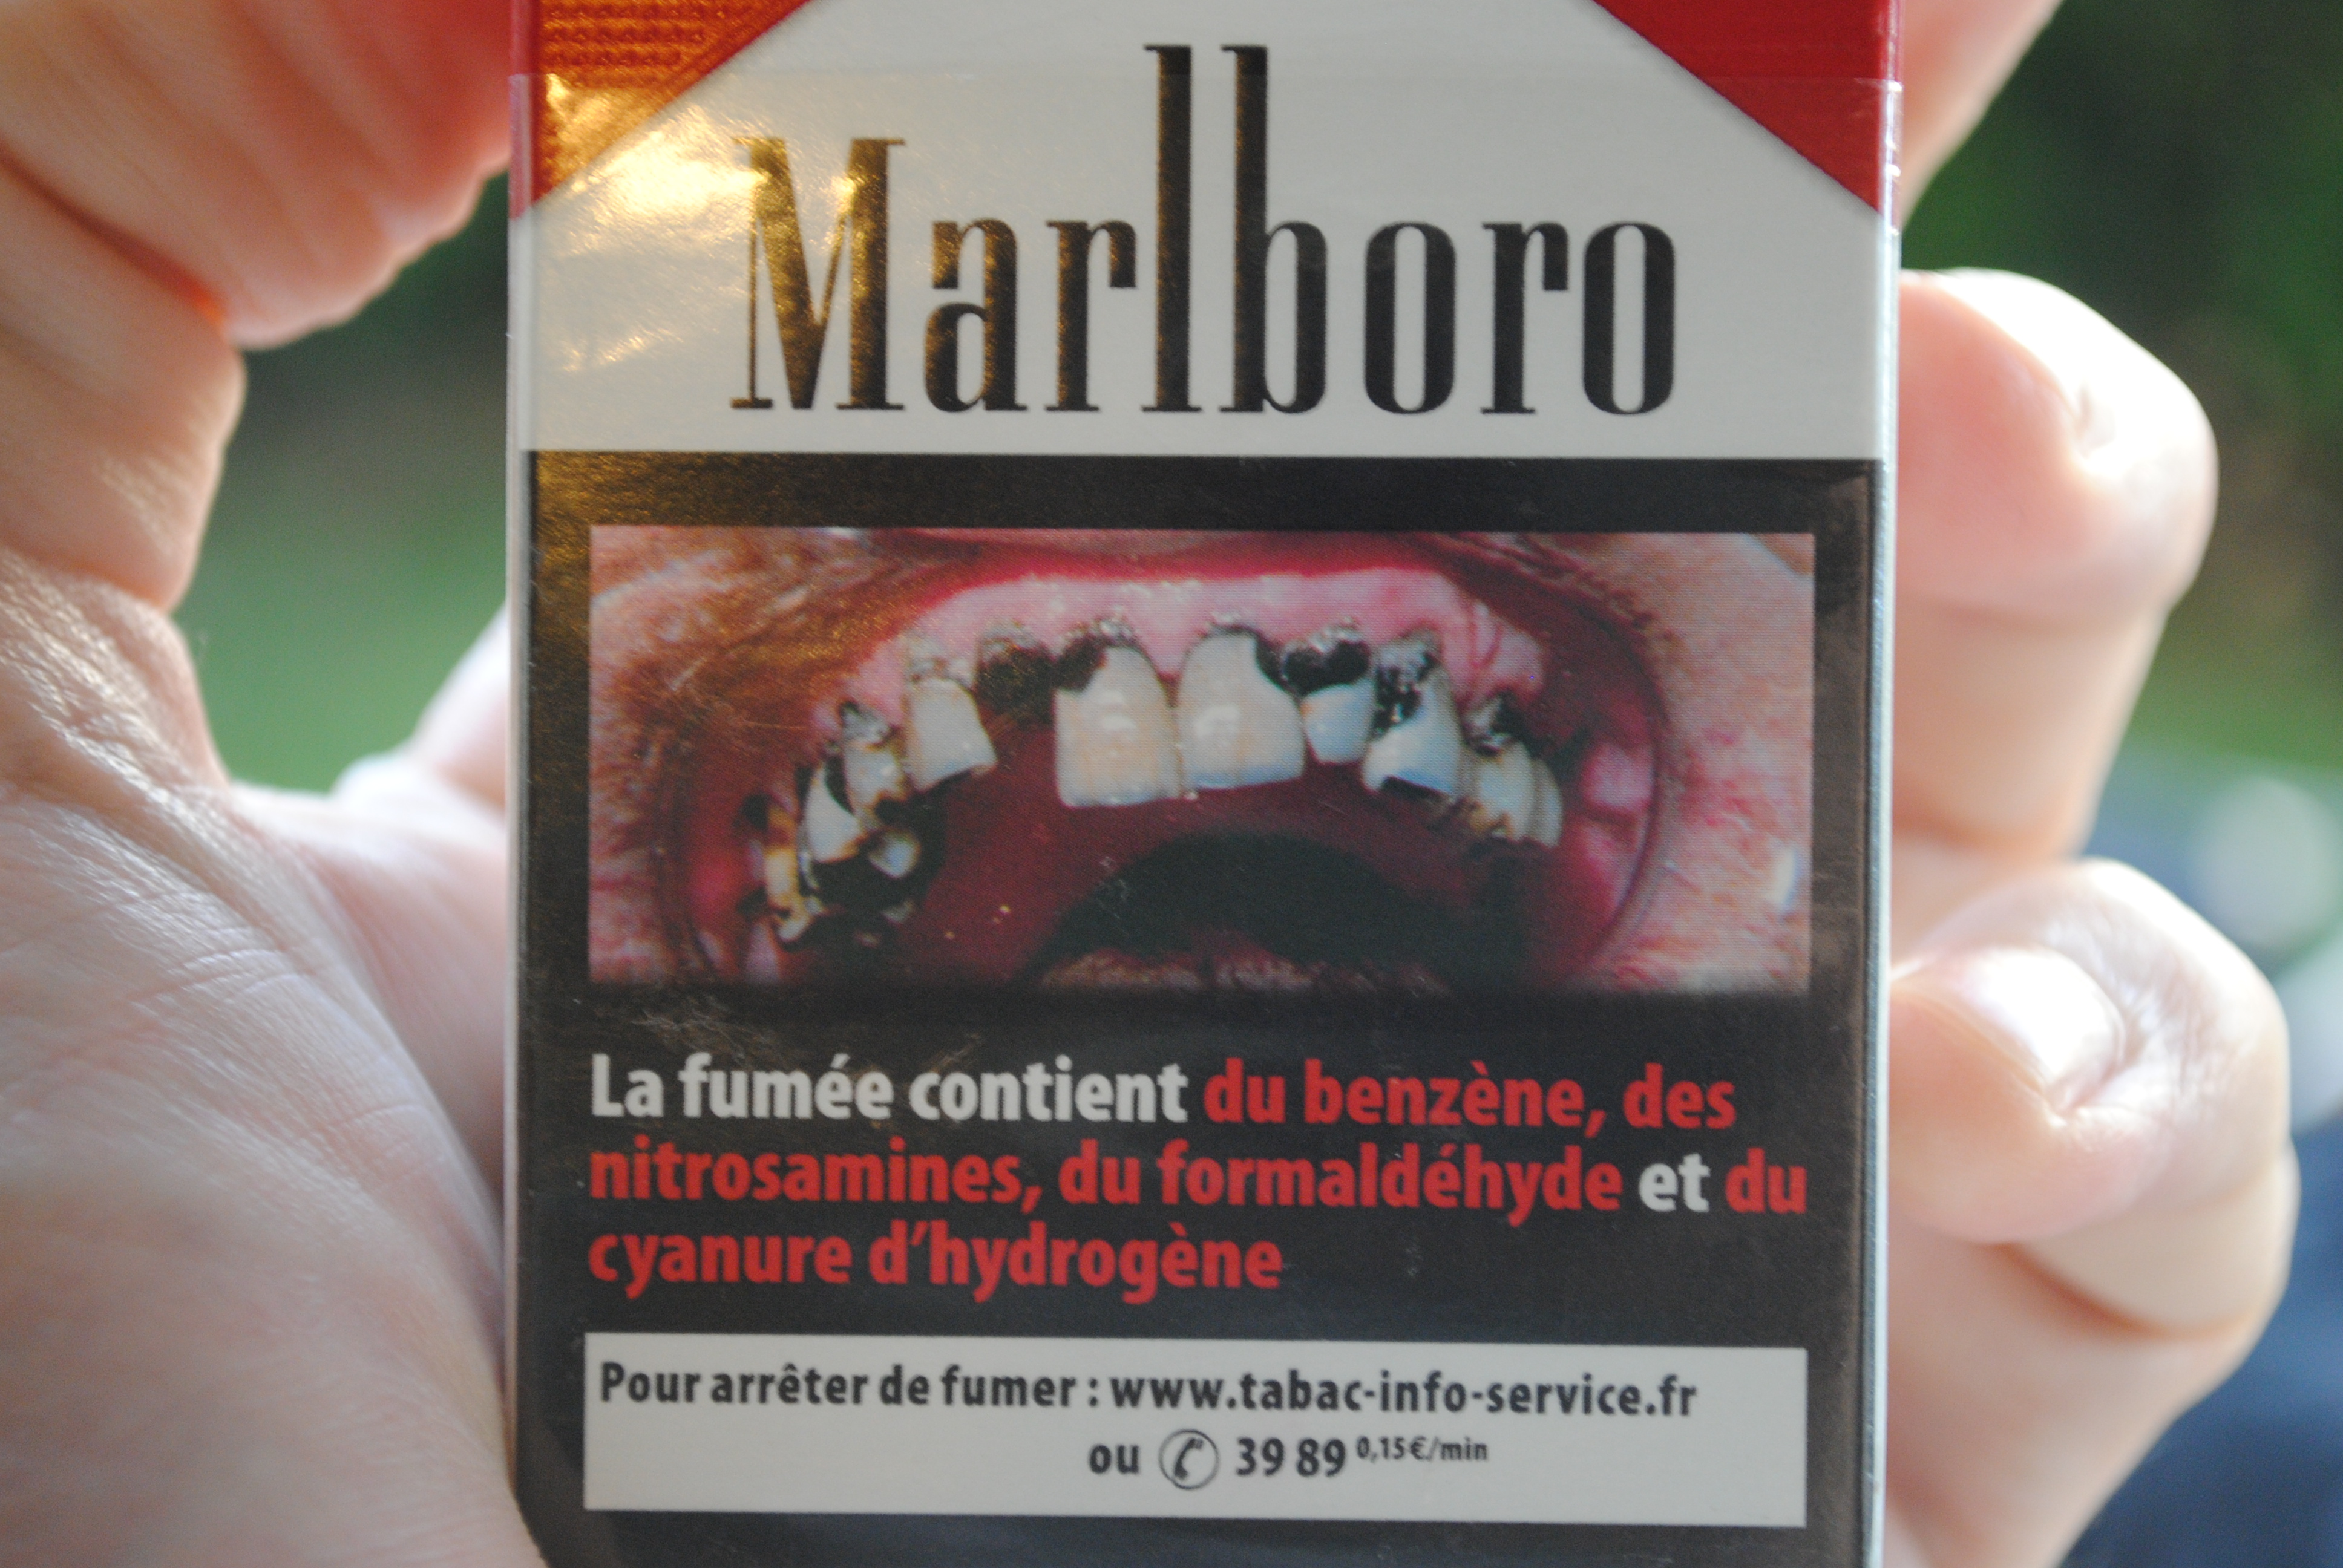 Marlboro
La fumée contient du benzène, des
nitrosamines, du formaldéhyde et du
cyanure d'hydrogène
Pour arrêter de fumer : www.tabac-info-service.fr
ou 39 89 0,15€/min